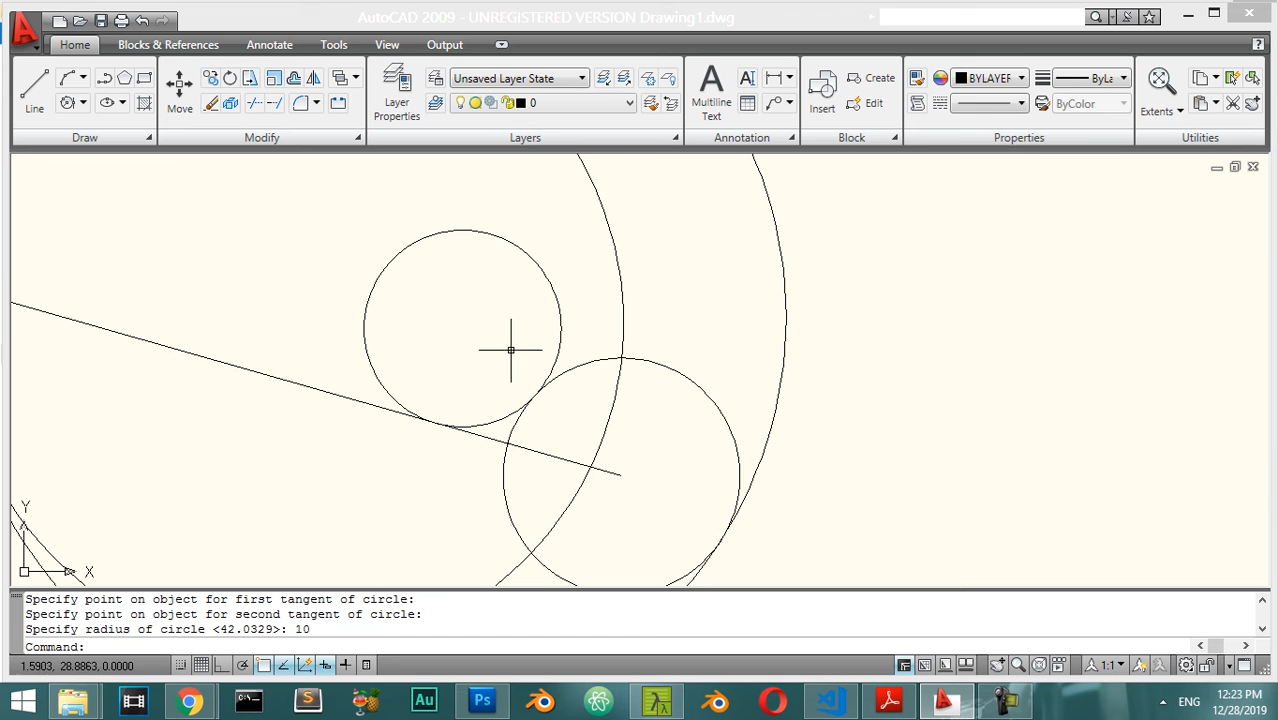 AutoCAD 2009 - UNREGISTERED VERSION Drawing1.dwg
Home Blocks & References Annotate Tools View Output
Unsaved Layer State
BYLAYER
ByLa
Line
Move
Layer
Properties
0
Multiline
Text
Insert
Create
Edit
ByColor
Extents
Draw Modify Layers Annotation Block Properties Utilities
Y
X
Specify point on object for first tangent of circle:
Specify point on object for second tangent of circle:
Specify radius of circle <42.0329>: 10
Command:
1.5903, 28.8863, 0.0000
1:1
ENG
12:23 PM
12/28/2019